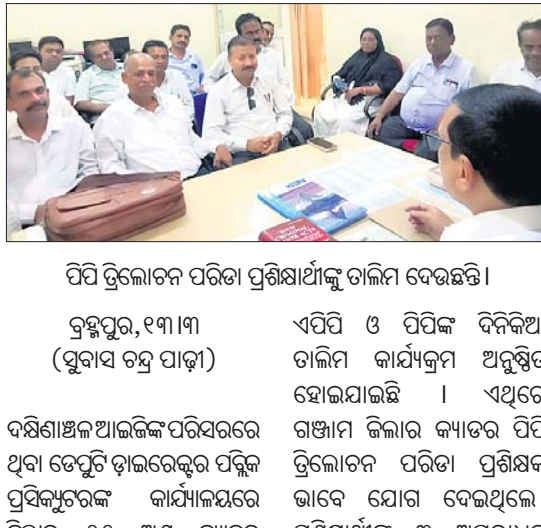 ପିପି ତ୍ରିଲୋଚନ ପରିଡା ପ୍ରଶିକ୍ଷାର୍ଥୀଙ୍କୁ ତାଲିମ ଦେଉଛନ୍ତି।
ବ୍ରହ୍ମପୁର,୧୩।୩
(ସୁବାସ ଚନ୍ଦ୍ର ପାଢ଼ୀ)
ଦକ୍ଷିଣାଞ୍ଚଳ ଆଇଜିଙ୍କ ପରିସରରେ
ଥିବା ଡେପୁଟି ଡ଼ାଇରେକ୍ଟର ପବ୍ଲିକ
ପ୍ରସିକ୍ୟୁଟରଙ୍କ କାର୍ଯ୍ୟାଳୟରେ
ଏପିପି ଓ ପିପିଙ୍କ ଦିନିକିଆ
ତାଲିମ କାର୍ଯ୍ୟକ୍ରମ ଅନୁଷ୍ଠିତ
ହୋଇଯାଇଛି । ଏଥିରେ
ଗଞ୍ଜାମ ଜିଲାର କ୍ୟାଡର ପିପି
ତ୍ରିଲୋଚନ ପରିଡା ପ୍ରଶିକ୍ଷକ
ଭାବେ ଯୋଗ ଦେଇଥିଲେ